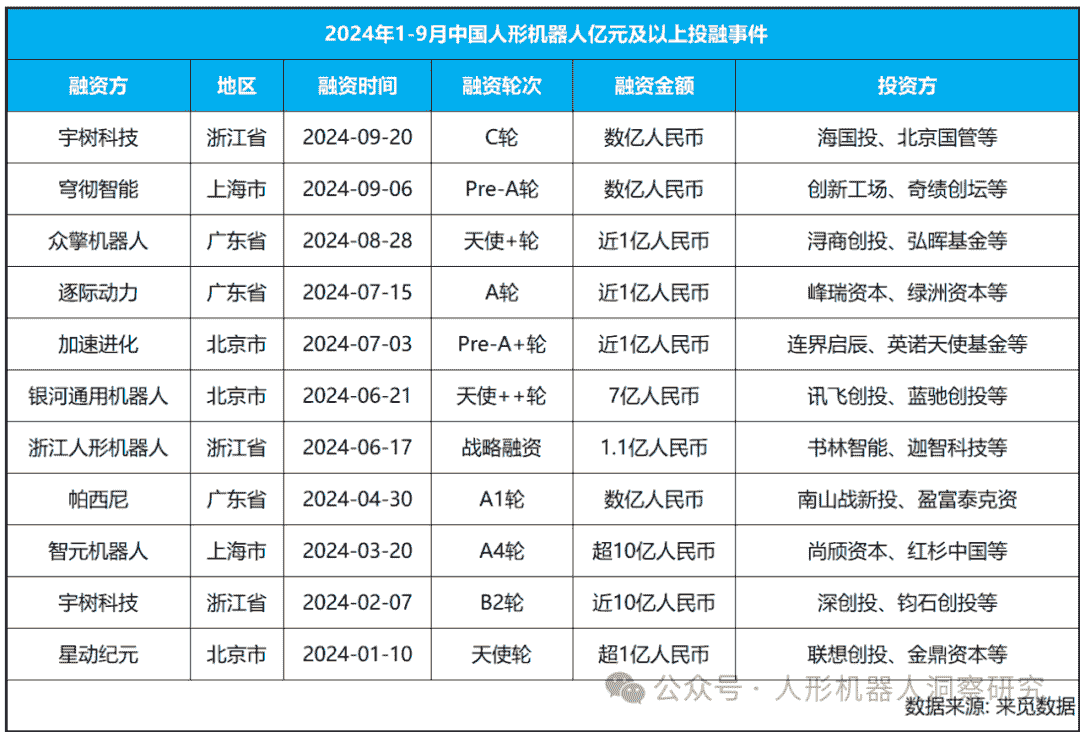 2024年1-9月中国人形机器人亿元及以上投融事件
融资方 地区 融资时间 融资轮次 融资金额 投资方
宇树科技 浙江省 2024-09-20 C轮 数亿人民币 海国投、北京国管等
穹彻智能 上海市 2024-09-06 Pre-A轮 数亿人民币 创新工场、奇绩创坛等
众擎机器人 广东省 2024-08-28 天使+轮 近1亿人民币 浔商创投、弘晖基金等
逐际动力 广东省 2024-07-15 A轮 近1亿人民币 峰瑞资本、绿洲资本等
加速进化 北京市 2024-07-03 Pre-A+轮 近1亿人民币 连界启辰、英诺天使基金等
银河通用机器人 北京市 2024-06-21 天使++轮 7亿人民币 讯飞创投、蓝驰创投等
浙江人形机器人 浙江省 2024-06-17 战略融资 1.1亿人民币 书林智能、迦智科技等
帕西尼 广东省 2024-04-30 A1轮 数亿人民币 南山战新投、盈富泰克资
智元机器人 上海市 2024-03-20 A4轮 超10亿人民币 尚颀资本、红杉中国等
宇树科技 浙江省 2024-02-07 B2轮 近10亿人民币 深创投、钧石创投等
星动纪元 北京市 2024-01-10 天使轮 超1亿人民币 联想创投、金鼎资本等
公众号·人形机器人洞察研究
数据来源: 来觅数据